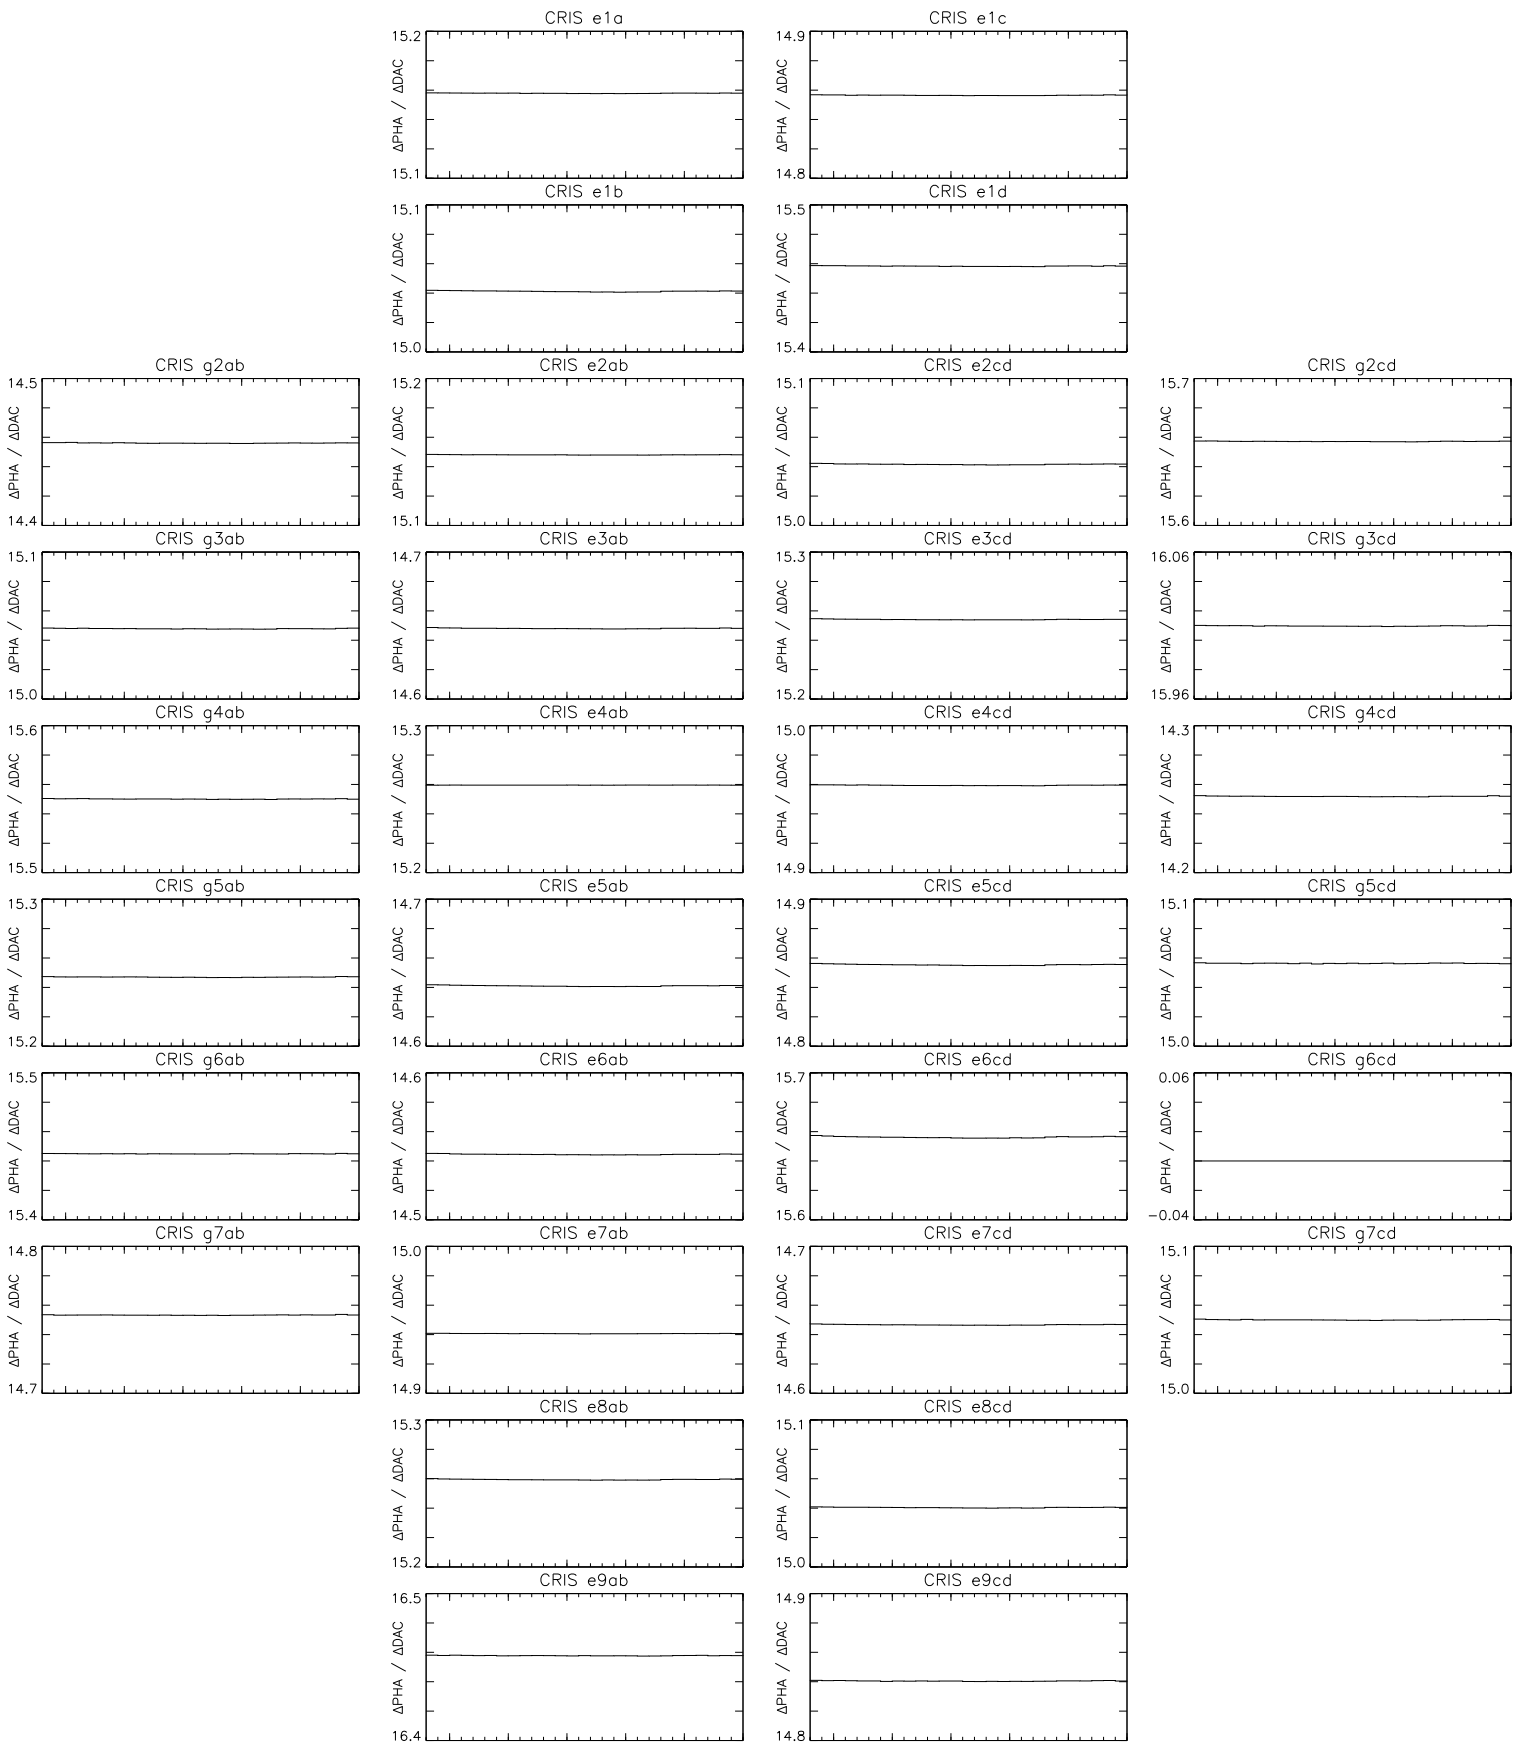 CRIS e1a
CRIS e1c
15.2
ΔPHA / ΔDAC
15.1
14.9
ΔPHA / ΔDAC
14.8
CRIS e1b
CRIS e1d
15.1
ΔPHA / ΔDAC
15.0
15.5
ΔPHA / ΔDAC
15.4
CRIS g2ab
CRIS e2ab
CRIS e2cd
CRIS g2cd
14.5
ΔPHA / ΔDAC
14.4
15.2
ΔPHA / ΔDAC
15.1
15.1
ΔPHA / ΔDAC
15.0
15.7
ΔPHA / ΔDAC
15.6
CRIS g3ab
CRIS e3ab
CRIS e3cd
CRIS g3cd
15.1
ΔPHA / ΔDAC
15.0
14.7
ΔPHA / ΔDAC
14.6
15.3
ΔPHA / ΔDAC
15.2
16.06
ΔPHA / ΔDAC
15.96
CRIS g4ab
CRIS e4ab
CRIS e4cd
CRIS g4cd
15.6
ΔPHA / ΔDAC
15.5
15.3
ΔPHA / ΔDAC
15.2
15.0
ΔPHA / ΔDAC
14.9
14.3
ΔPHA / ΔDAC
14.2
CRIS g5ab
CRIS e5ab
CRIS e5cd
CRIS g5cd
15.3
ΔPHA / ΔDAC
15.2
14.7
ΔPHA / ΔDAC
14.6
14.9
ΔPHA / ΔDAC
14.8
15.1
ΔPHA / ΔDAC
15.0
CRIS g6ab
CRIS e6ab
CRIS e6cd
CRIS g6cd
15.5
ΔPHA / ΔDAC
15.4
14.6
ΔPHA / ΔDAC
14.5
15.7
ΔPHA / ΔDAC
15.6
0.06
ΔPHA / ΔDAC
−0.04
CRIS g7ab
CRIS e7ab
CRIS e7cd
CRIS g7cd
14.8
ΔPHA / ΔDAC
14.7
15.0
ΔPHA / ΔDAC
14.9
14.7
ΔPHA / ΔDAC
14.6
15.1
ΔPHA / ΔDAC
15.0
CRIS e8ab
CRIS e8cd
15.3
ΔPHA / ΔDAC
15.2
15.1
ΔPHA / ΔDAC
15.0
CRIS e9ab
CRIS e9cd
16.5
ΔPHA / ΔDAC
16.4
14.9
ΔPHA / ΔDAC
14.8